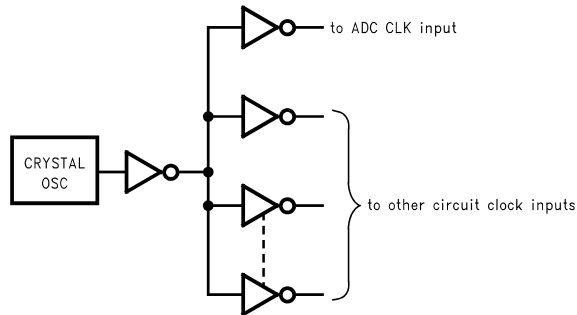 to ADC CLK input
CRYSTAL
OSC
to other circuit clock inputs